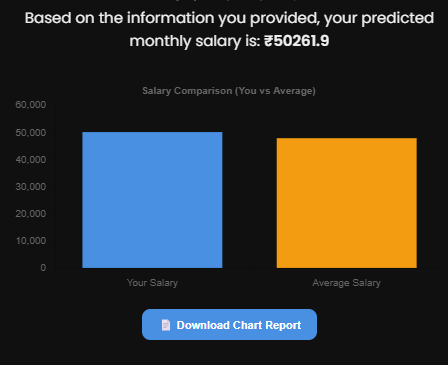 Based on the information you provided, your predicted
monthly salary is: ₹50261.9
Salary Comparison (You vs Average)
60,000
50,000
40,000
30,000
20,000
10,000
0
Your Salary
Average Salary
Download Chart Report